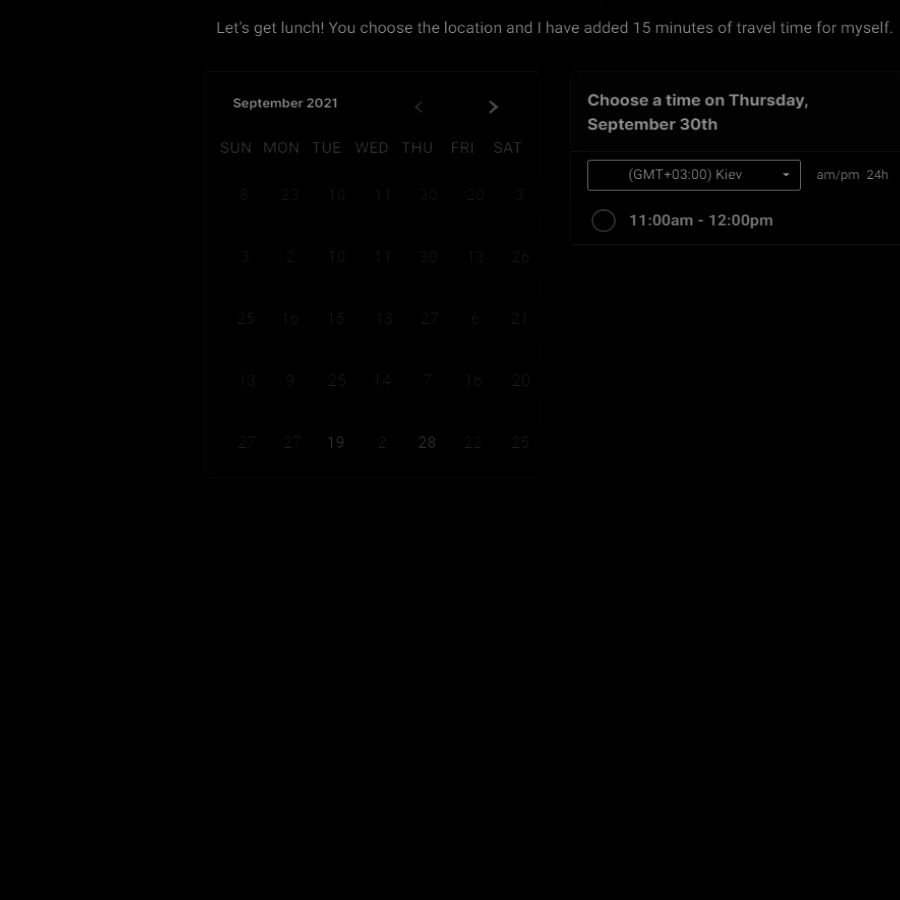 Let's get lunch! You choose the location and I have added 15 minutes of travel time for myself.
September 2021 < >
SUN MON TUE WED THU FRI SAT
8 23 10 11 30 20 3
3 2 10 11 30 13 26
25 16 15 13 27 6 21
13 9 25 14 7 16 20
27 27 19 2 28 22 25
Choose a time on Thursday,
September 30th
(GMT+03:00) Kiev
am/pm 24h
11:00am - 12:00pm